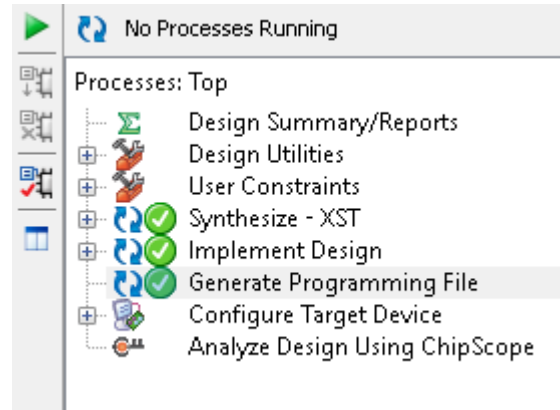 No Processes Running
Processes: Top
Design Summary/Reports
Design Utilities
User Constraints
Synthesize - XST
Implement Design
Generate Programming File
Configure Target Device
Analyze Design Using ChipScope